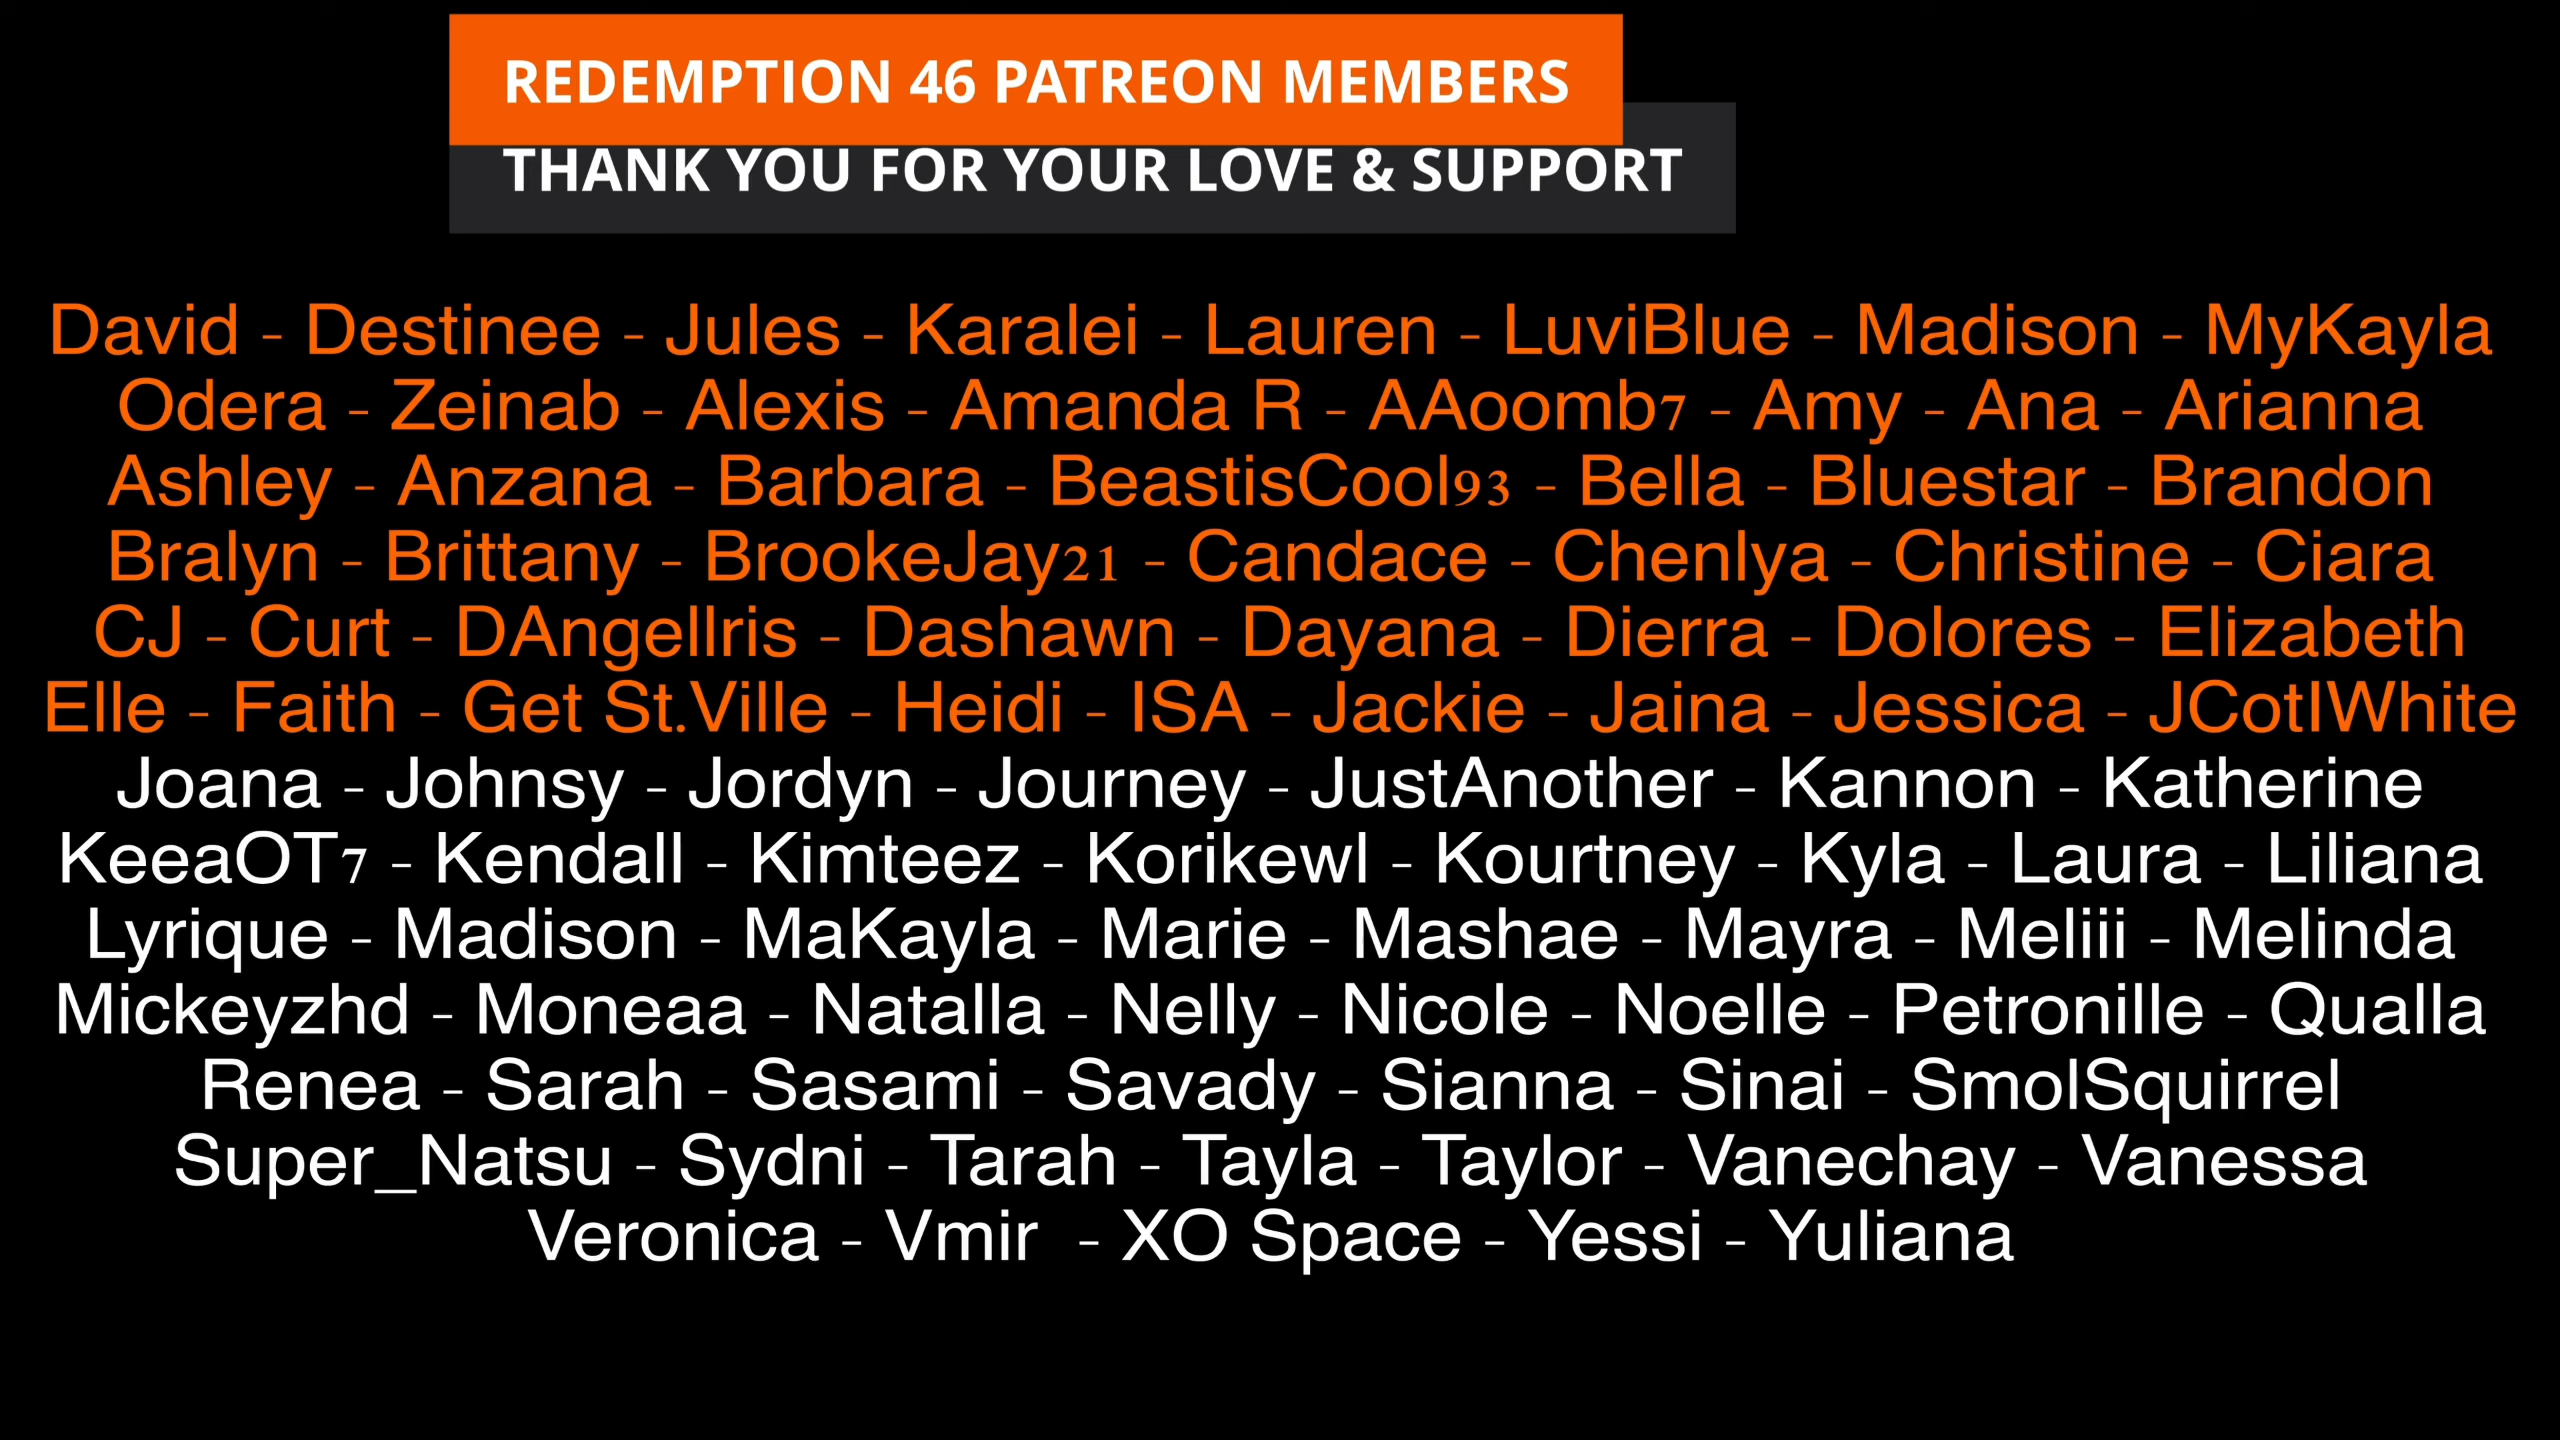 REDEMPTION 46 PATREON MEMBERS
THANK YOU FOR YOUR LOVE & SUPPORT
David - Destinee - Jules - Karalei - Lauren - LuviBlue - Madison - MyKayla
Odera - Zeinab - Alexis - Amanda R - AAoomb7 - Amy - Ana - Arianna
Ashley - Anzana - Barbara - BeastisCool93 - Bella - Bluestar - Brandon
Bralyn - Brittany - BrookeJay21 - Candace - Chenlya - Christine - Ciara
CJ - Curt - DAngelIris - Dashawn - Dayana - Dierra - Dolores - Elizabeth
Elle - Faith - Get St.Ville - Heidi - ISA - Jackie - Jaina - Jessica - JCotIWhite
Joana - Johnsy - Jordyn - Journey - JustAnother - Kannon - Katherine
KeeaOT7 - Kendall - Kimteez - Korikewl - Kourtney - Kyla - Laura - Liliana
Lyrique - Madison - MaKayla - Marie - Mashae - Mayra - Meliii - Melinda
Mickeyzhd - Moneaa - Natalla - Nelly - Nicole - Noelle - Petronille - Qualla
Renea - Sarah - Sasami - Savady - Sianna - Sinai - SmolSquirrel
Super_Natsu - Sydni - Tarah - Tayla - Taylor - Vanechay - Vanessa
Veronica - Vmir - XO Space - Yessi - Yuliana